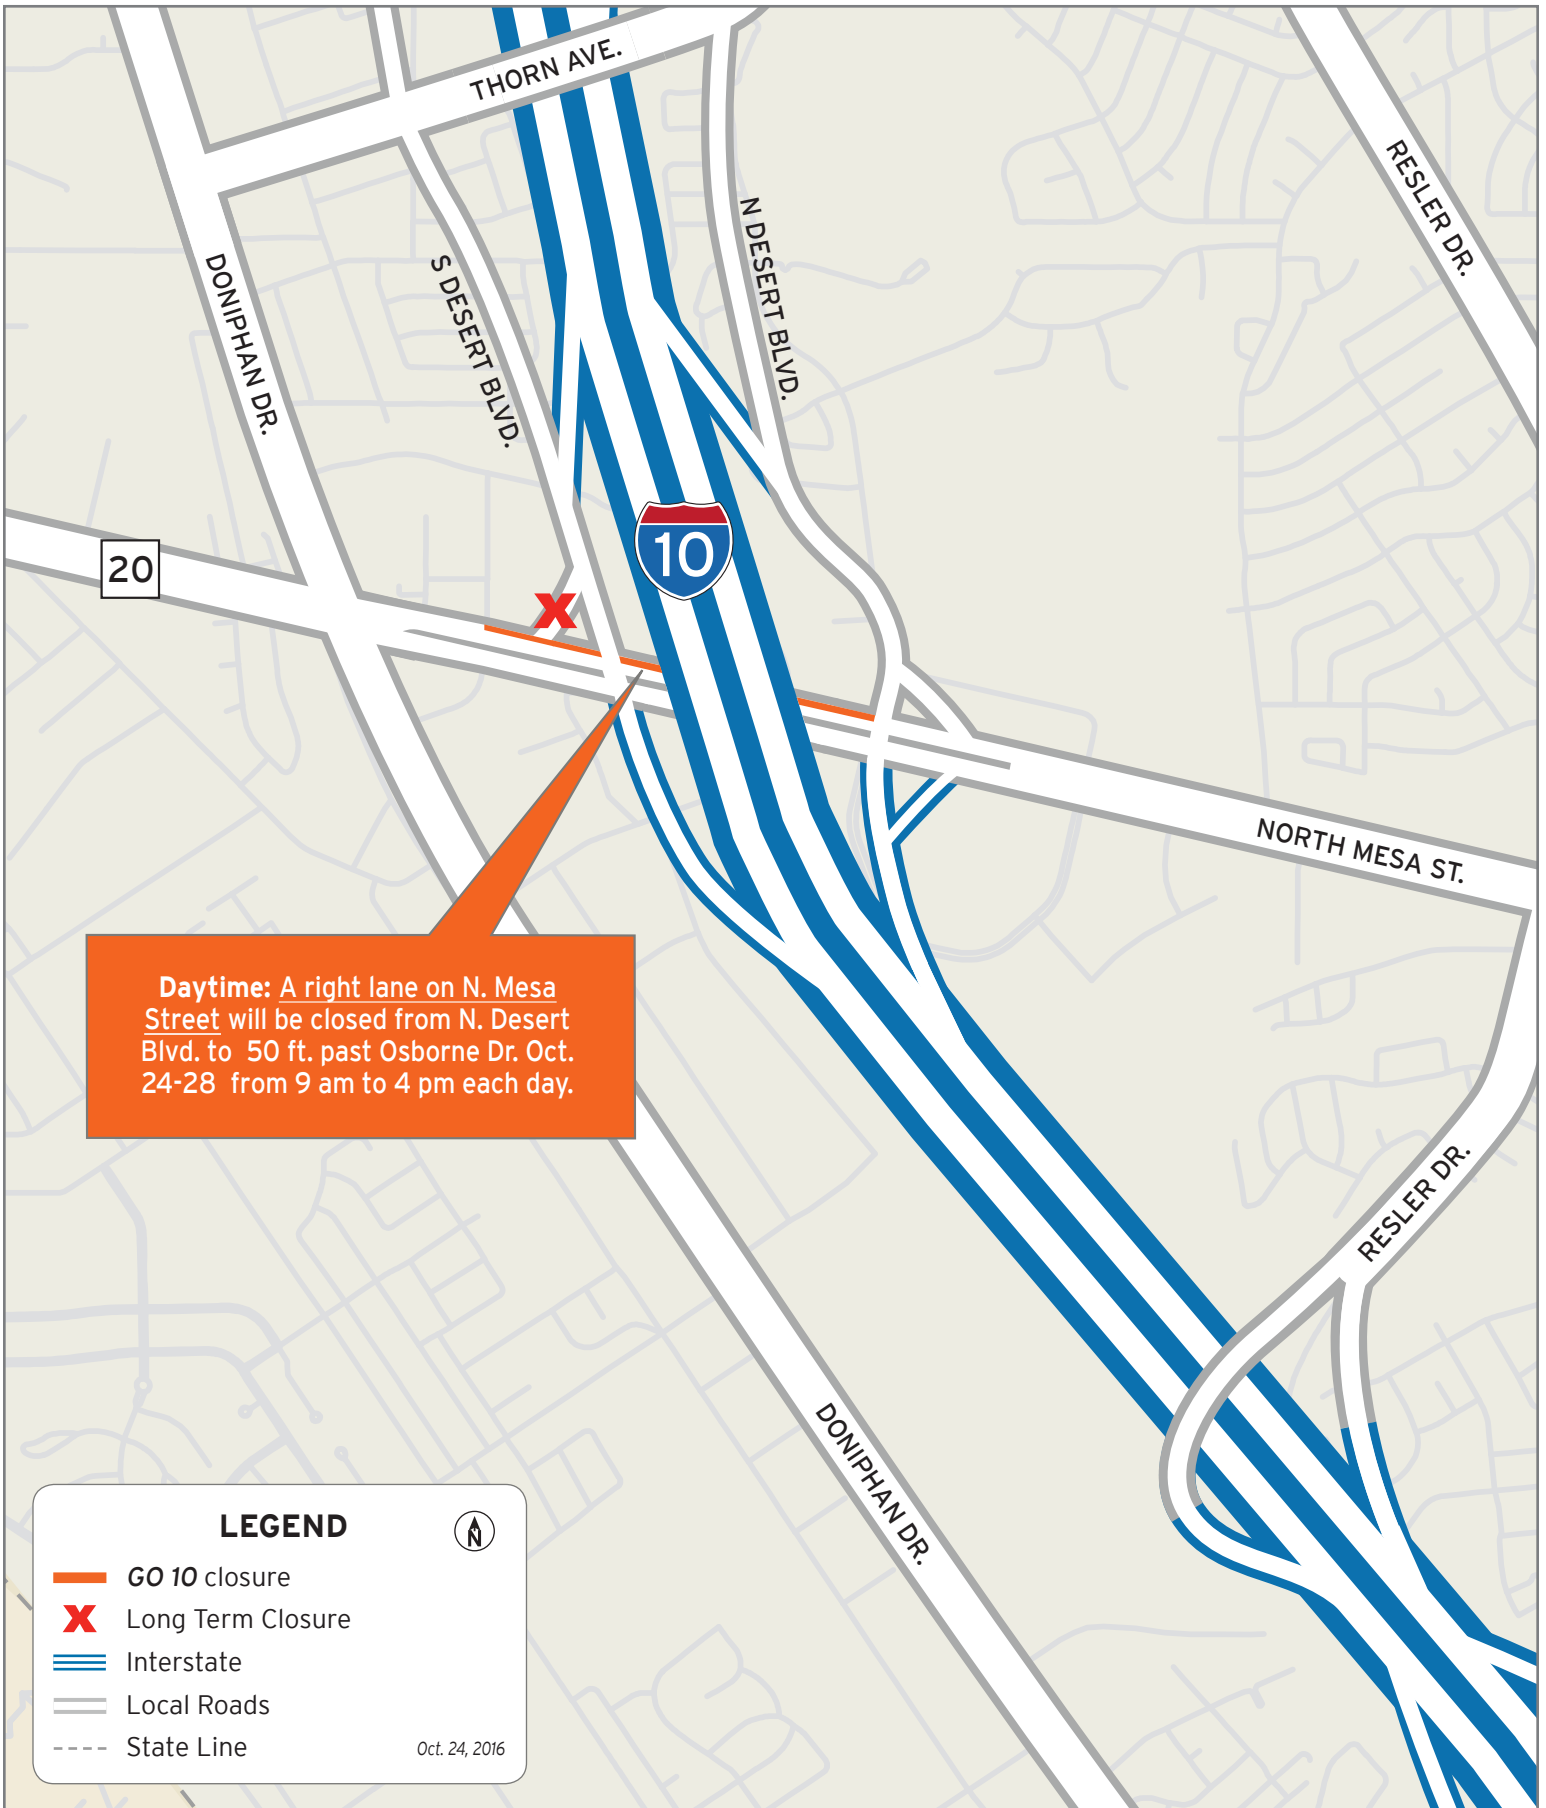 THORN AVE.
RESLER DR.
N DESERT BLVD.
S DESERT BLVD.
DONIPHAN DR.
10
20
NORTH MESA ST.
Daytime: A right lane on N. Mesa
Street will be closed from N. Desert
Blvd. to 50 ft. past Osborne Dr. Oct.
24-28 from 9 am to 4 pm each day.
RESLER DR.
DONIPHAN DR.
LEGEND
N
GO 10 closure
X Long Term Closure
Interstate
Local Roads
State Line
Oct. 24, 2016